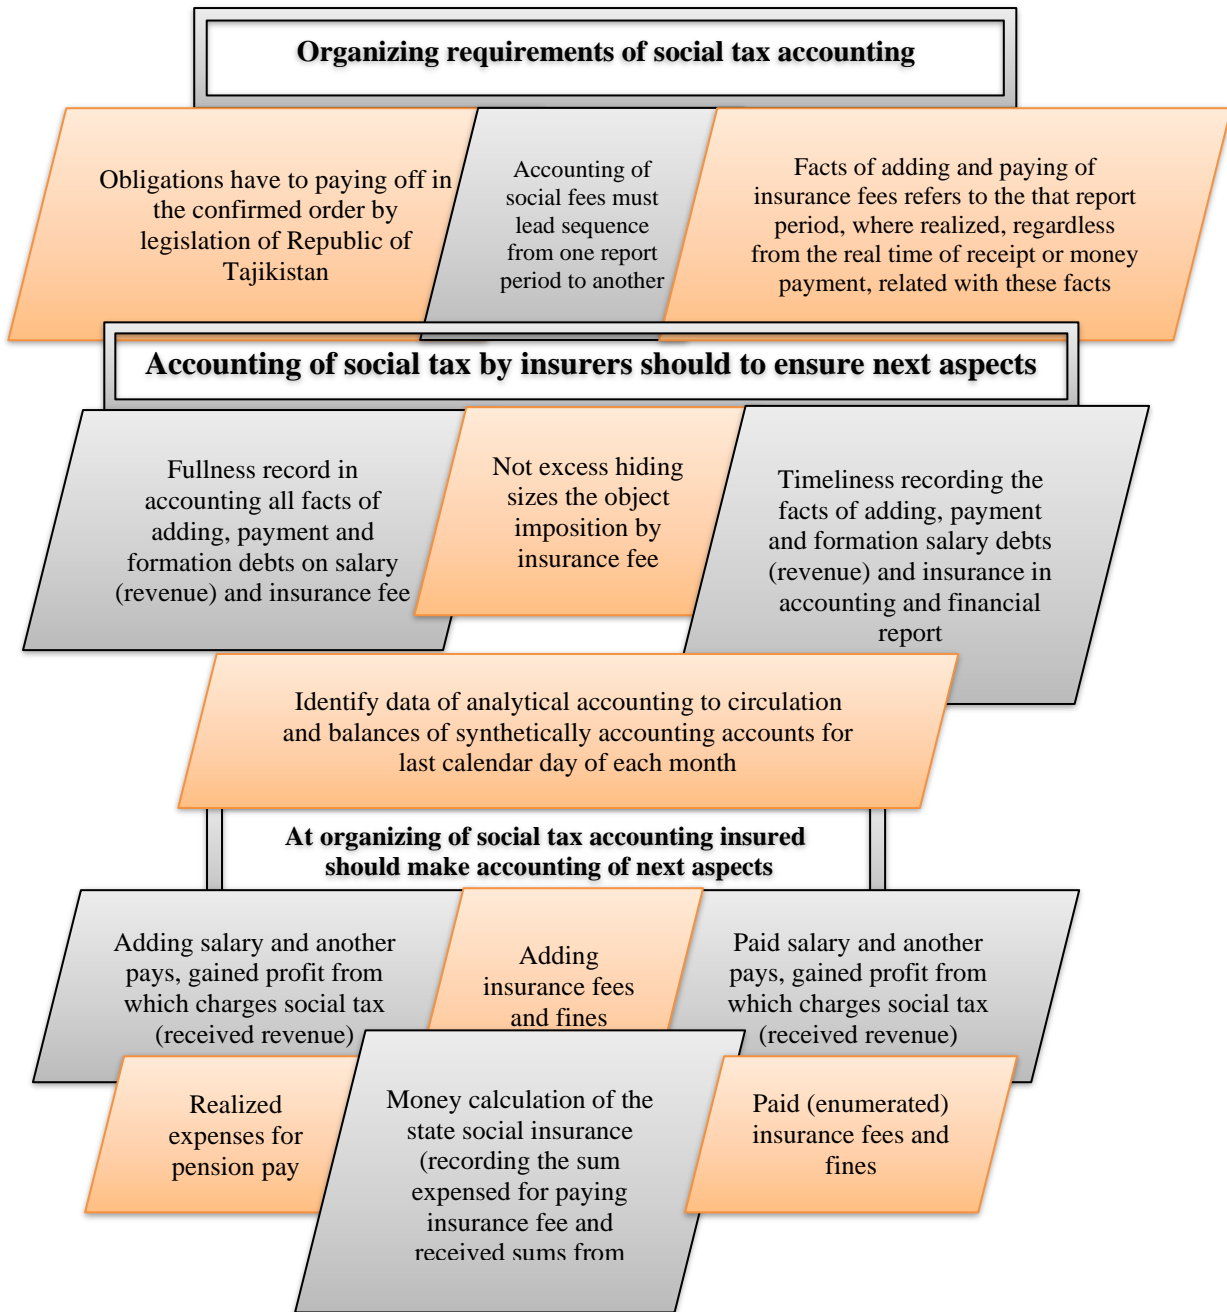 Organizing requirements of social tax accounting
Obligations have to paying off in
the confirmed order by
legislation of Republic of
Tajikistan
Accounting of
social fees must
lead sequence
from one report
period to another
Facts of adding and paying of
insurance fees refers to the that report
period, where realized, regardless
from the real time of receipt or money
payment, related with these facts
Accounting of social tax by insurers should to ensure next aspects
Fullness record in
accounting all facts of
adding, payment and
formation debts on salary
(revenue) and insurance fee
Not excess hiding
sizes the object
imposition by
insurance fee
Timeliness recording the
facts of adding, payment
and formation salary debts
(revenue) and insurance in
accounting and financial
report
Identify data of analytical accounting to circulation
and balances of synthetically accounting accounts for
last calendar day of each month
At organizing of social tax accounting insured
should make accounting of next aspects
Adding salary and another
pays, gained profit from
which charges social tax
(received revenue)
Adding
insurance fees
and fines
Paid salary and another
pays, gained profit from
which charges social tax
(received revenue)
Realized
expenses for
pension pay
Money calculation of the
state social insurance
(recording the sum
expensed for paying
insurance fee and
received sums from
Paid (enumerated)
insurance fees and
fines